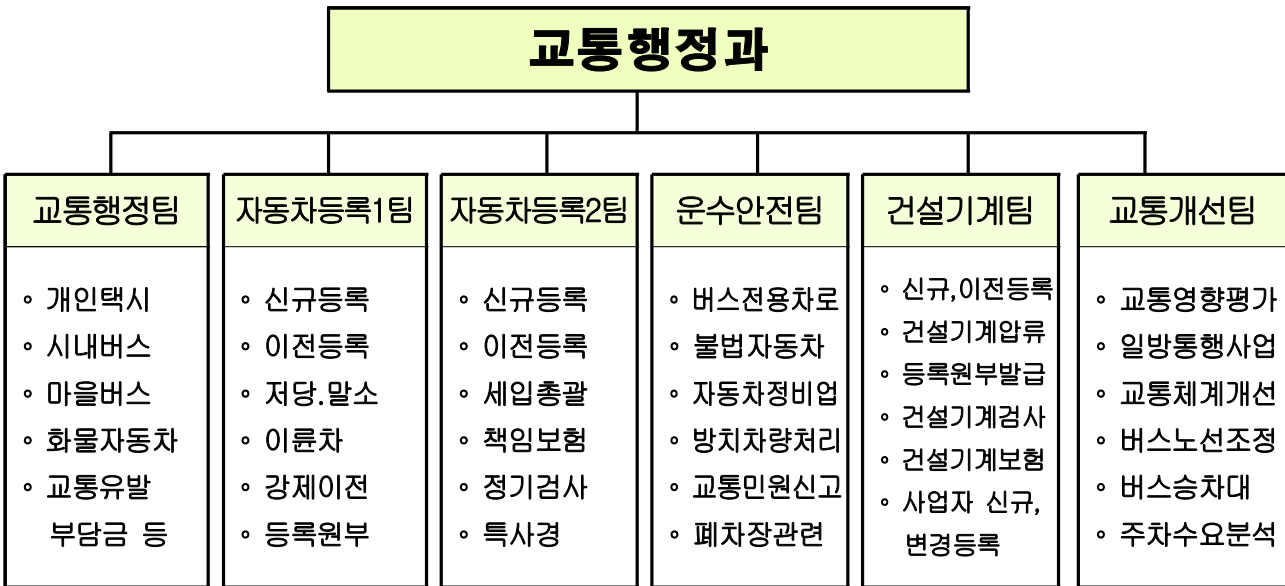 교통행정과
교통행정팀
◦ 개인택시
◦ 시내버스
◦ 마을버스
◦ 화물자동차
◦ 교통유발
부담금 등
자동차등록1팀
◦ 신규등록
◦ 이전등록
◦ 저당.말소
◦ 이륜차
◦ 강제이전
◦ 등록원부
자동차등록2팀
◦ 신규등록
◦ 이전등록
◦ 세입총괄
◦ 책임보험
◦ 정기검사
◦ 특사경
운수안전팀
◦ 버스전용차로
◦ 불법자동차
◦ 자동차정비업
◦ 방치차량처리
◦ 교통민원신고
◦ 폐차장관련
건설기계팀
◦ 신규,이전등록
◦ 건설기계압류
◦ 등록원부발급
◦ 건설기계검사
◦ 건설기계보험
◦ 사업자 신규,
변경등록
교통개선팀
◦ 교통영향평가
◦ 일방통행사업
◦ 교통체계개선
◦ 버스노선조정
◦ 버스승차대
◦ 주차수요분석